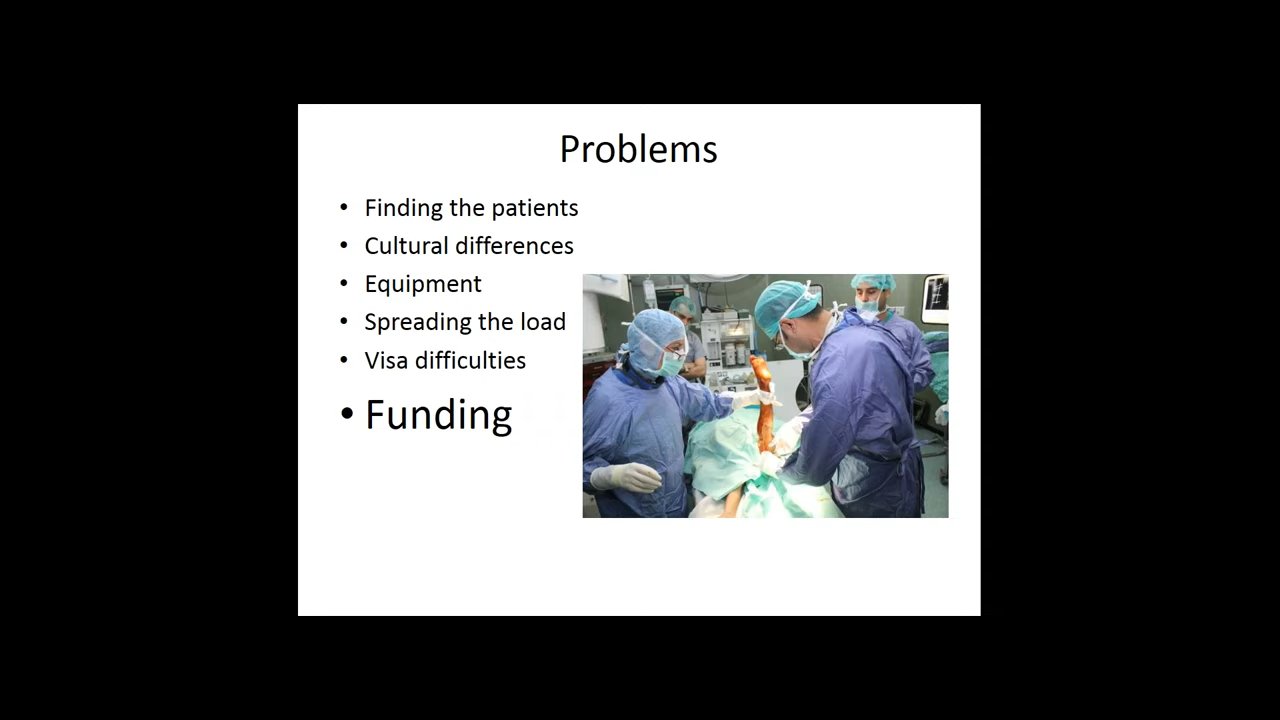 Problems
• Finding the patients
• Cultural differences
• Equipment
• Spreading the load
• Visa difficulties
• Funding